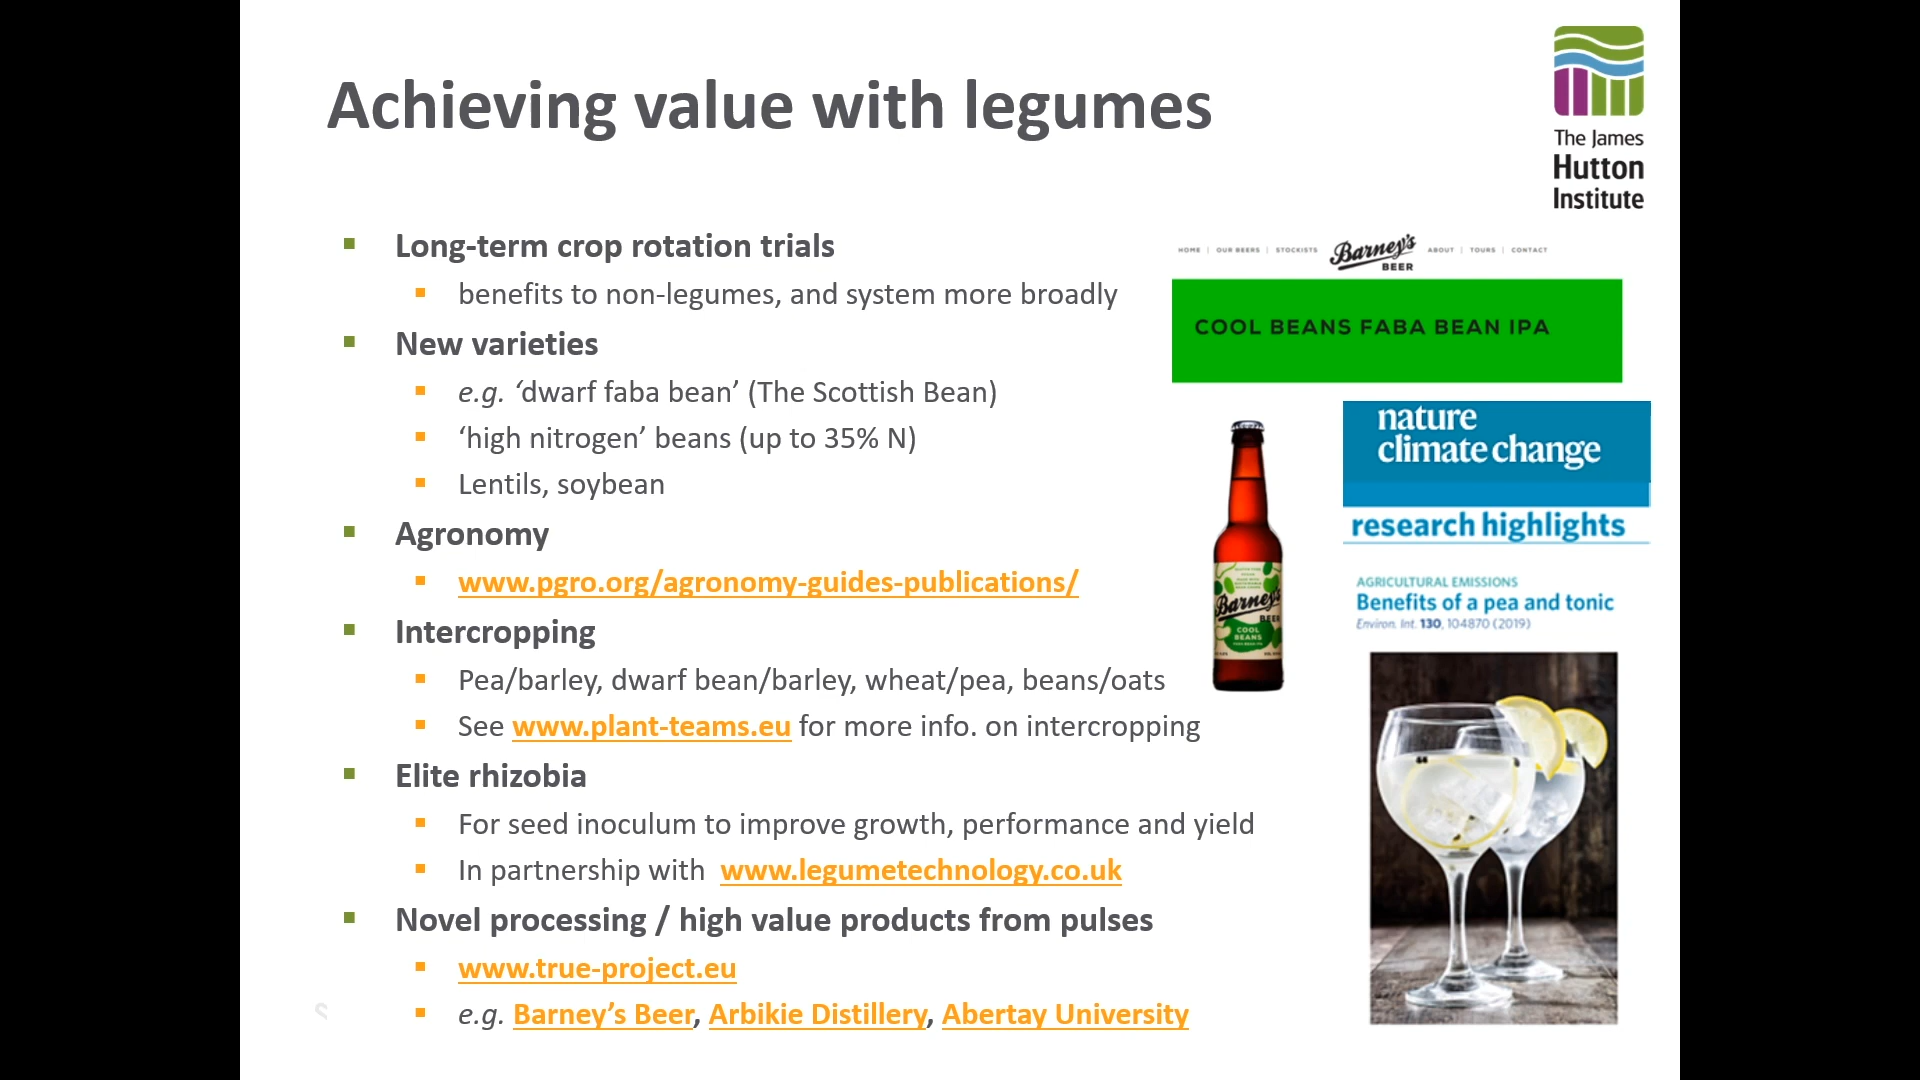 Achieving value with legumes
The James
Hutton
Institute
Long-term crop rotation trials
benefits to non-legumes, and system more broadly
New varieties
e.g. ‘dwarf faba bean’ (The Scottish Bean)
‘high nitrogen’ beans (up to 35% N)
Lentils, soybean
Agronomy
www.pgro.org/agronomy-guides-publications/
Intercropping
Pea/barley, dwarf bean/barley, wheat/pea, beans/oats
See www.plant-teams.eu for more info. on intercropping
Elite rhizobia
For seed inoculum to improve growth, performance and yield
In partnership with www.legumetechnology.co.uk
Novel processing / high value products from pulses
www.true-project.eu
e.g. Barney’s Beer, Arbikie Distillery, Abertay University
HOME | OUR BEERS | STOCKISTS Barney's BEER ABOUT | TOURS | CONTACT
COOL BEANS FABA BEAN IPA
Barney's
BEER
COOL
BEANS
nature
climate change
research highlights
AGRICULTURAL EMISSIONS
Benefits of a pea and tonic
Environ. Int. 130, 104870 (2019)